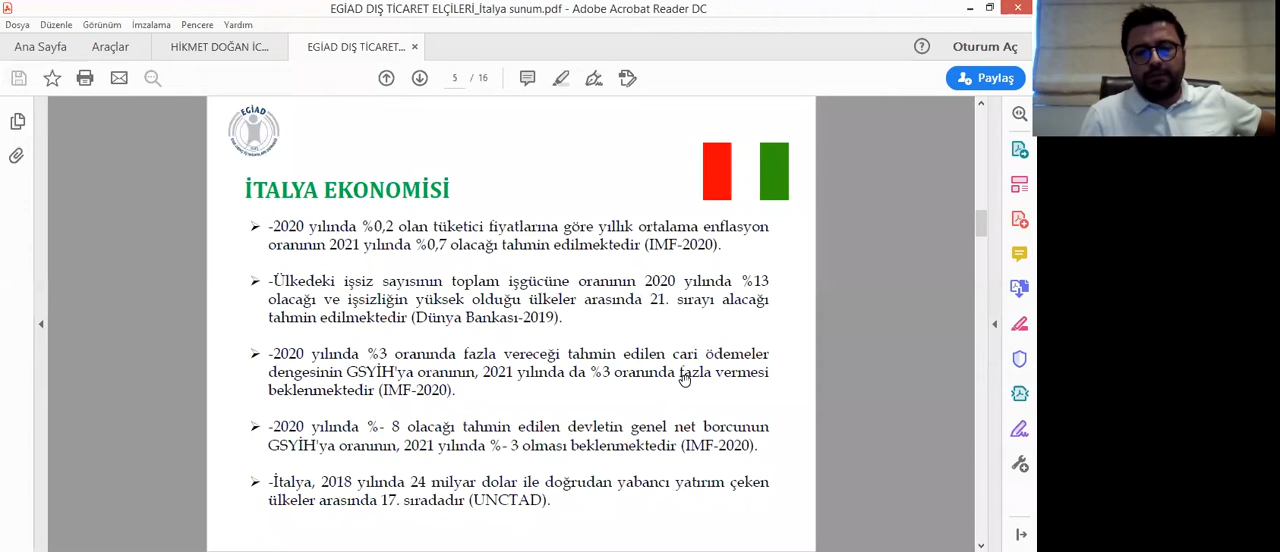 EGİAD DIŞ TİCARET ELÇİLERİ_İtalya sunum.pdf - Adobe Acrobat Reader DC
Dosya Düzenle Görünüm İmzalama Pencere Yardım
Ana Sayfa Araçlar HİKMET DOĞAN İC... EGİAD DIŞ TİCARET... × Oturum Aç
5 / 16 Paylaş
EGİAD
İTALYA EKONOMİSİ
-2020 yılında %0,2 olan tüketici fiyatlarına göre yıllık ortalama enflasyon
oranının 2021 yılında %0,7 olacağı tahmin edilmektedir (IMF-2020).
-Ülkedeki işsiz sayısının toplam işgücüne oranının 2020 yılında %13
olacağı ve işsizliğin yüksek olduğu ülkeler arasında 21. sırayı alacağı
tahmin edilmektedir (Dünya Bankası-2019).
-2020 yılında %3 oranında fazla vereceği tahmin edilen cari ödemeler
dengesinin GSYİH'ya oranının, 2021 yılında da %3 oranında fazla vermesi
beklenmektedir (IMF-2020).
-2020 yılında %- 8 olacağı tahmin edilen devletin genel net borcunun
GSYİH'ya oranının, 2021 yılında %- 3 olması beklenmektedir (IMF-2020).
-İtalya, 2018 yılında 24 milyar dolar ile doğrudan yabancı yatırım çeken
ülkeler arasında 17. sıradadır (UNCTAD).